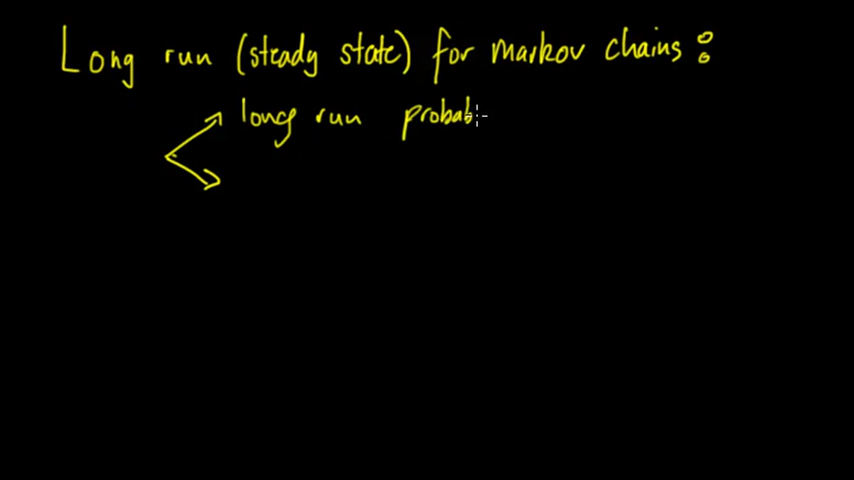 Long run (steady state) for markov chains :
long run probab